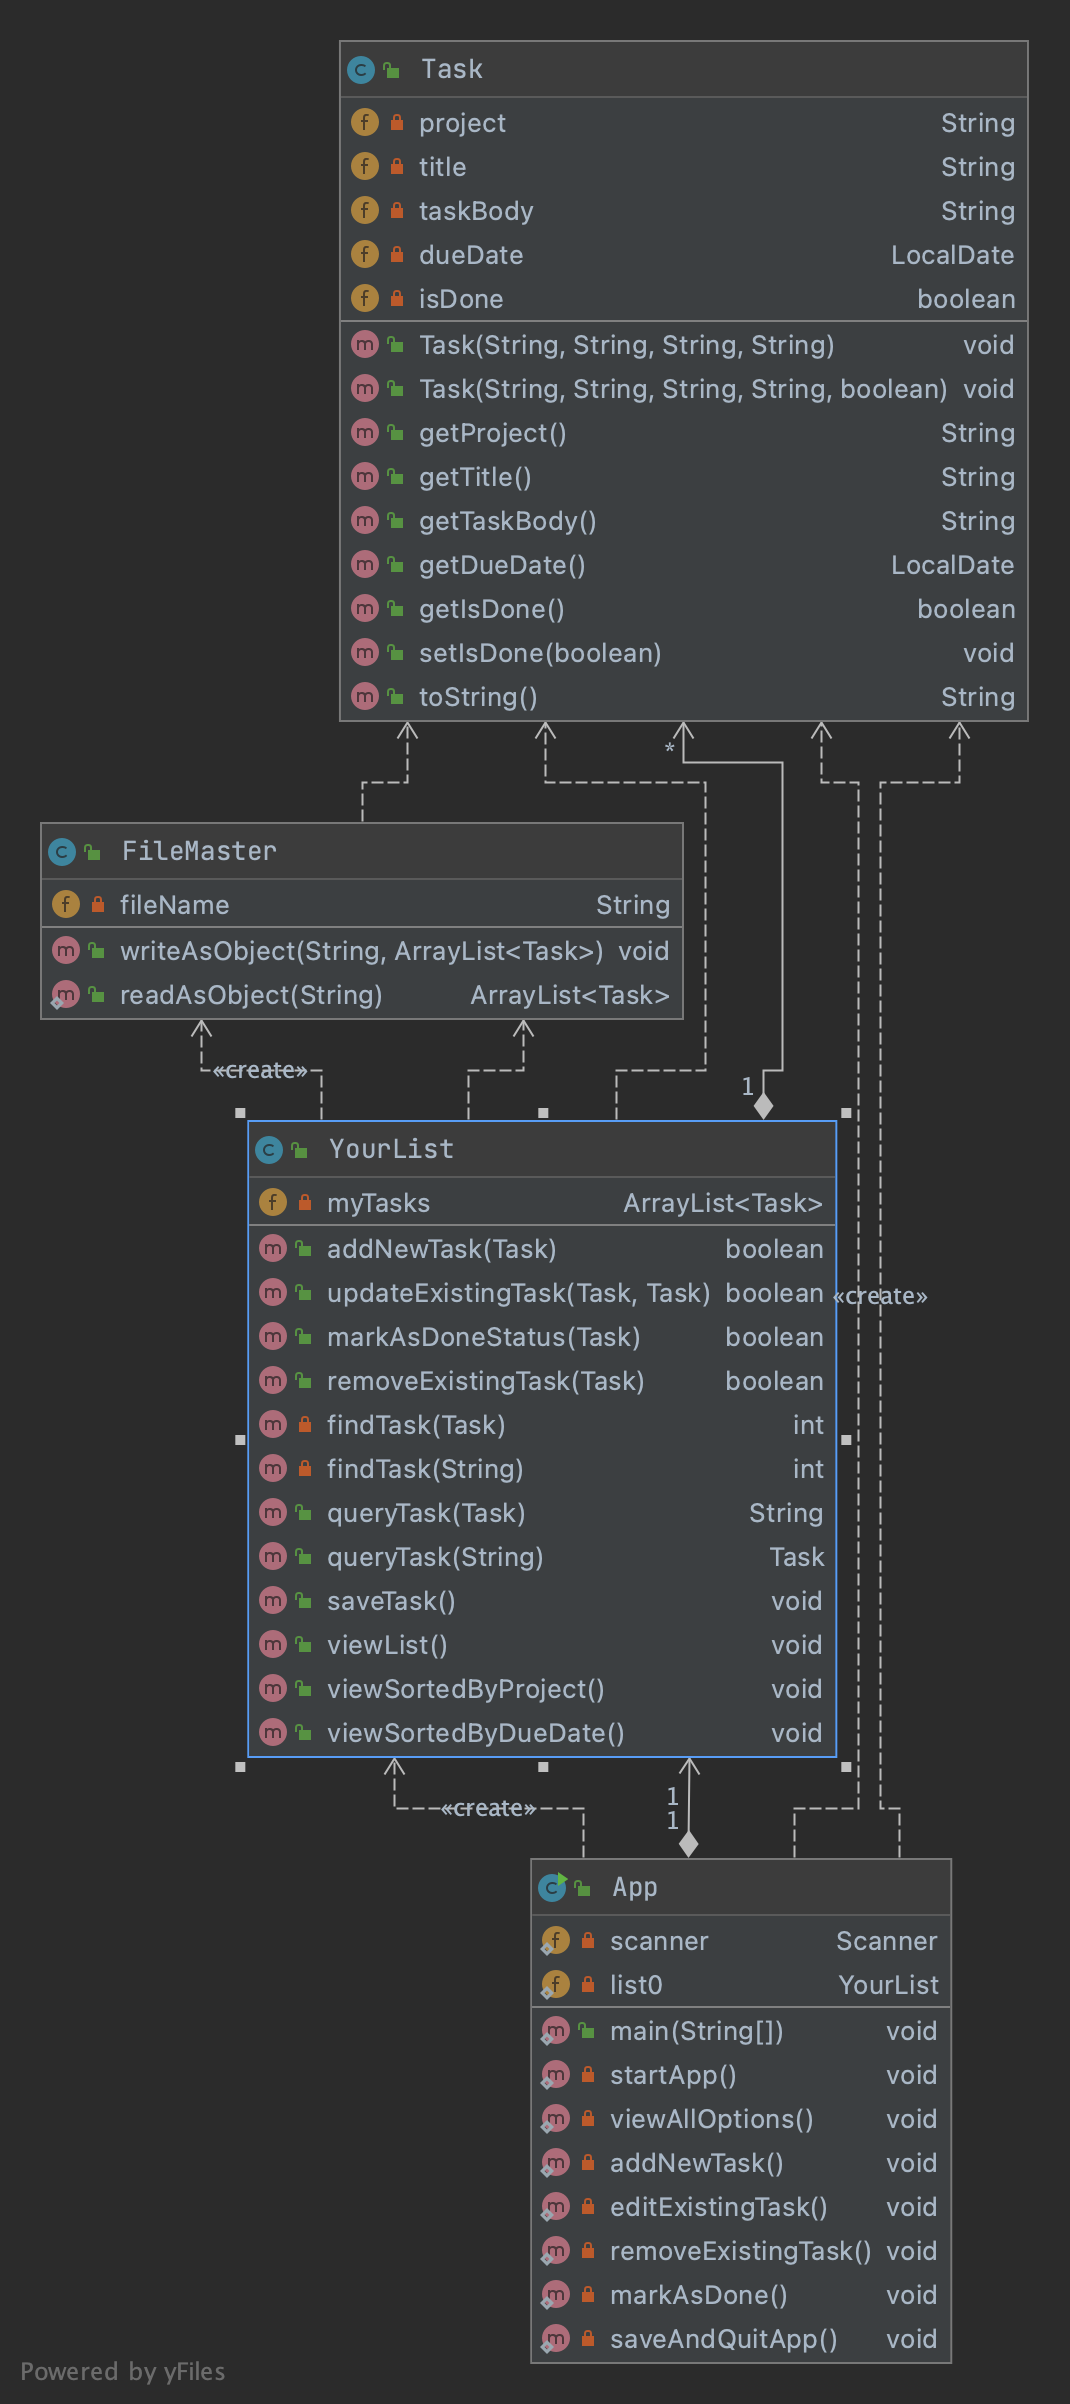 Task
project String
title String
taskBody String
dueDate LocalDate
isDone boolean
Task(String, String, String, String) void
Task(String, String, String, String, boolean) void
getProject() String
getTitle() String
getTaskBody() String
getDueDate() LocalDate
getIsDone() boolean
setIsDone(boolean) void
toString() String
*
FileMaster
fileName String
writeAsObject(String, ArrayList<Task>) void
readAsObject(String) ArrayList<Task>
«create»
1
YourList
myTasks ArrayList<Task>
addNewTask(Task) boolean
updateExistingTask(Task, Task) boolean
«create»
markAsDoneStatus(Task) boolean
removeExistingTask(Task) boolean
findTask(Task) int
findTask(String) int
queryTask(Task) String
queryTask(String) Task
saveTask() void
viewList() void
viewSortedByProject() void
viewSortedByDueDate() void
1
«create»
1
App
scanner Scanner
list0 YourList
main(String[]) void
startApp() void
viewAllOptions() void
addNewTask() void
editExistingTask() void
removeExistingTask() void
markAsDone() void
saveAndQuitApp() void
Powered by yFiles